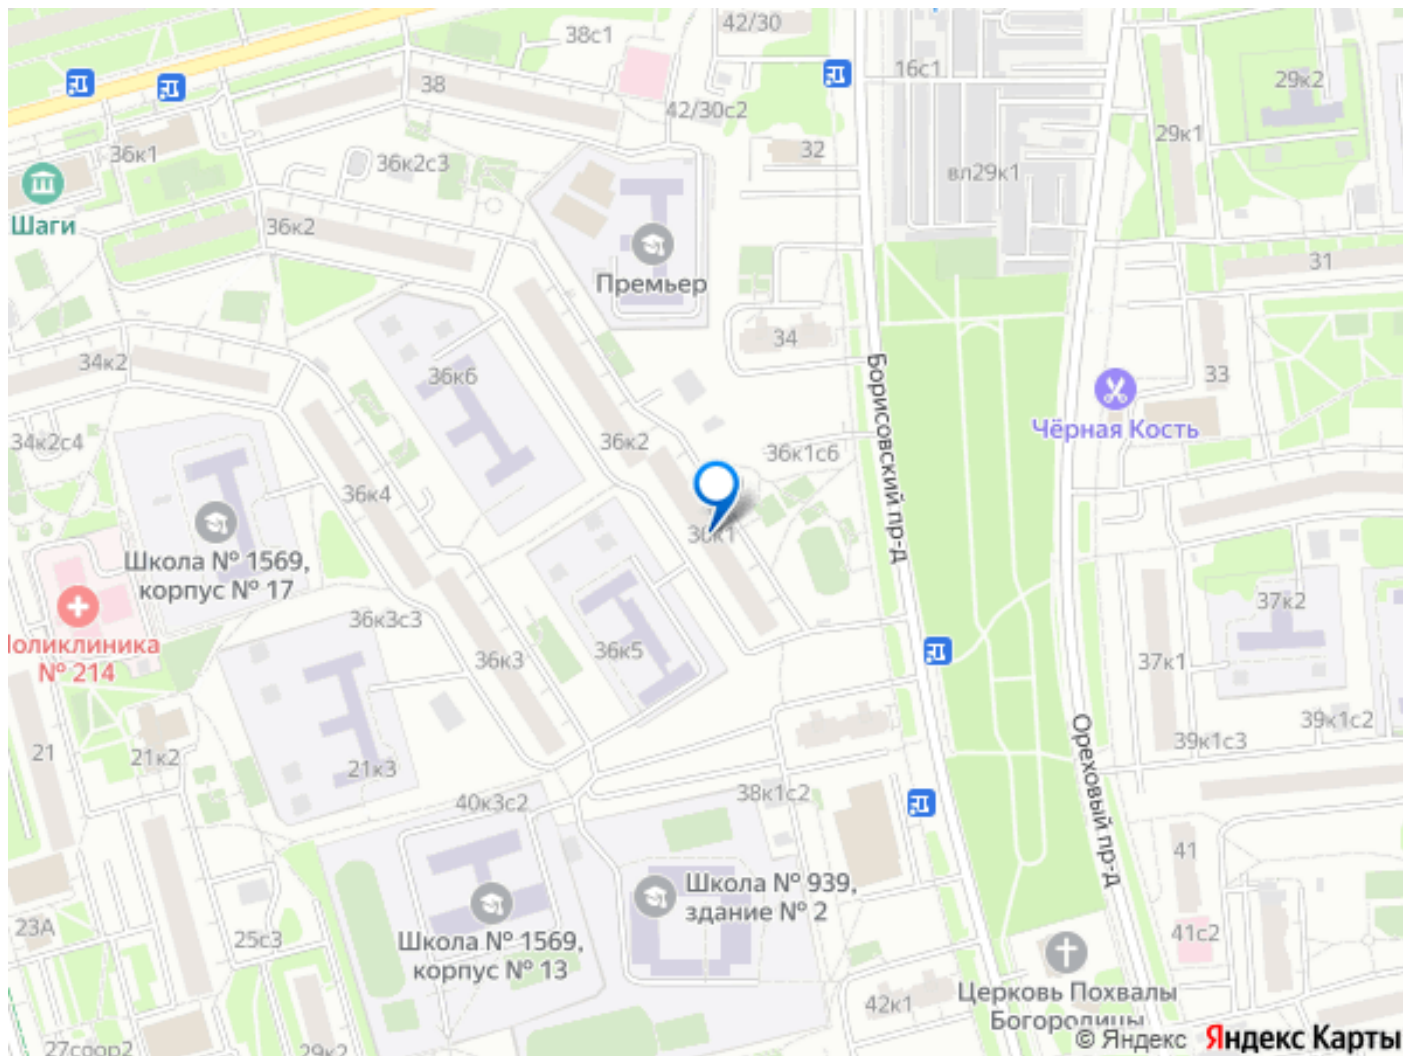 38с1
42/30
16с1
29к2
38
42/30с2
29к1
36к1
36к2с3
32
вл29к1
Шаги
36к2
Премьер
31
34
34к2
36к6
33
Борисовский пр-д
Чёрная Кость
34к2с4
36к2
36к1с6
36к4
Школа № 1569,
корпус № 17
37к2
36к3с3
№ 214
36к3
36к5
37к1
39к1с2
39к1с3
Ореховый пр-д
21
21к2
21к3
40к3с2
38к1с2
41
Школа № 939,
здание № 2
23А
25с3
Школа № 1569,
корпус № 13
41с2
42к1
Церковь Похвалы
Богородицы
27соор2
29к2
© Яндекс Яндекс Карты